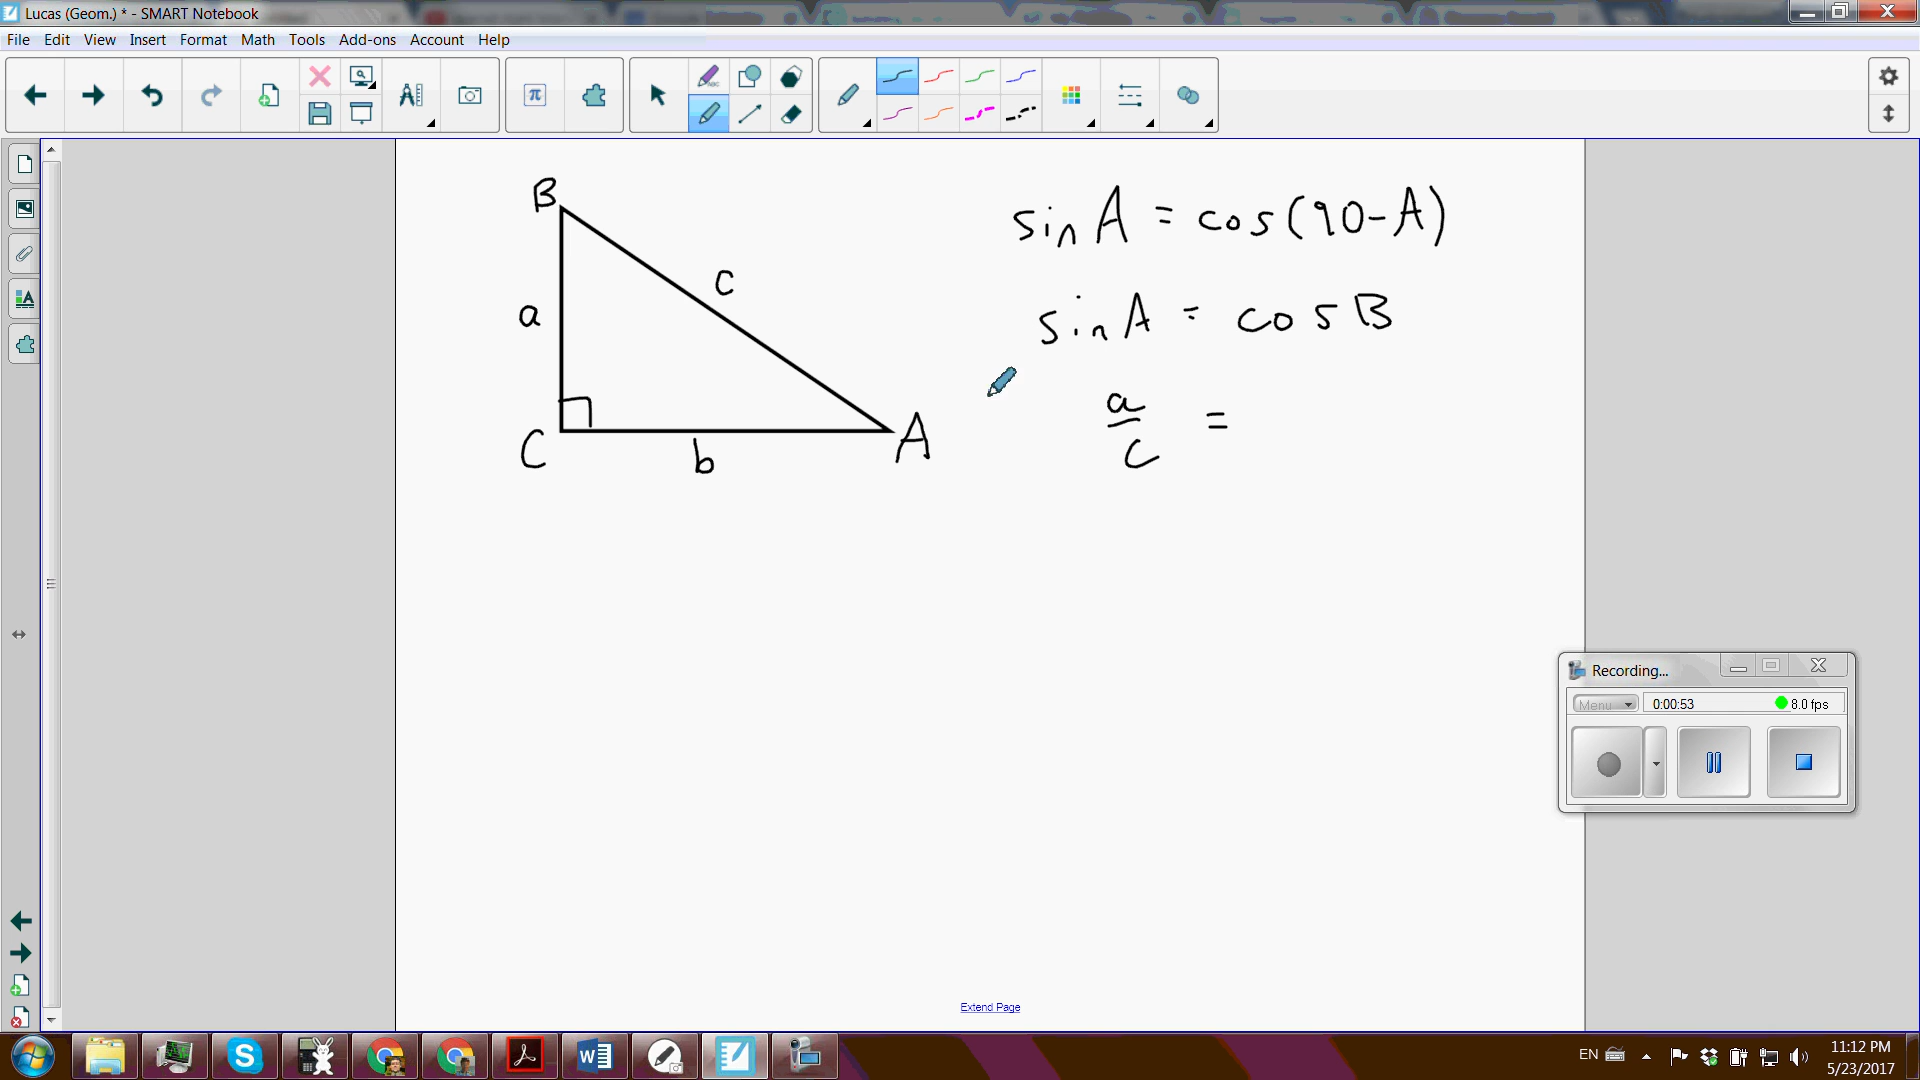 Lucas (Geom.) * - SMART Notebook
File Edit View Insert Format Math Tools Add-ons Account Help
π
B
sin A = cos(90-A)
c
a
sin A = cos B
a
=
c
C
b
A
Recording...
Menu
0:00:53
8.0 fps
Extend Page
EN
11:12 PM
5/23/2017